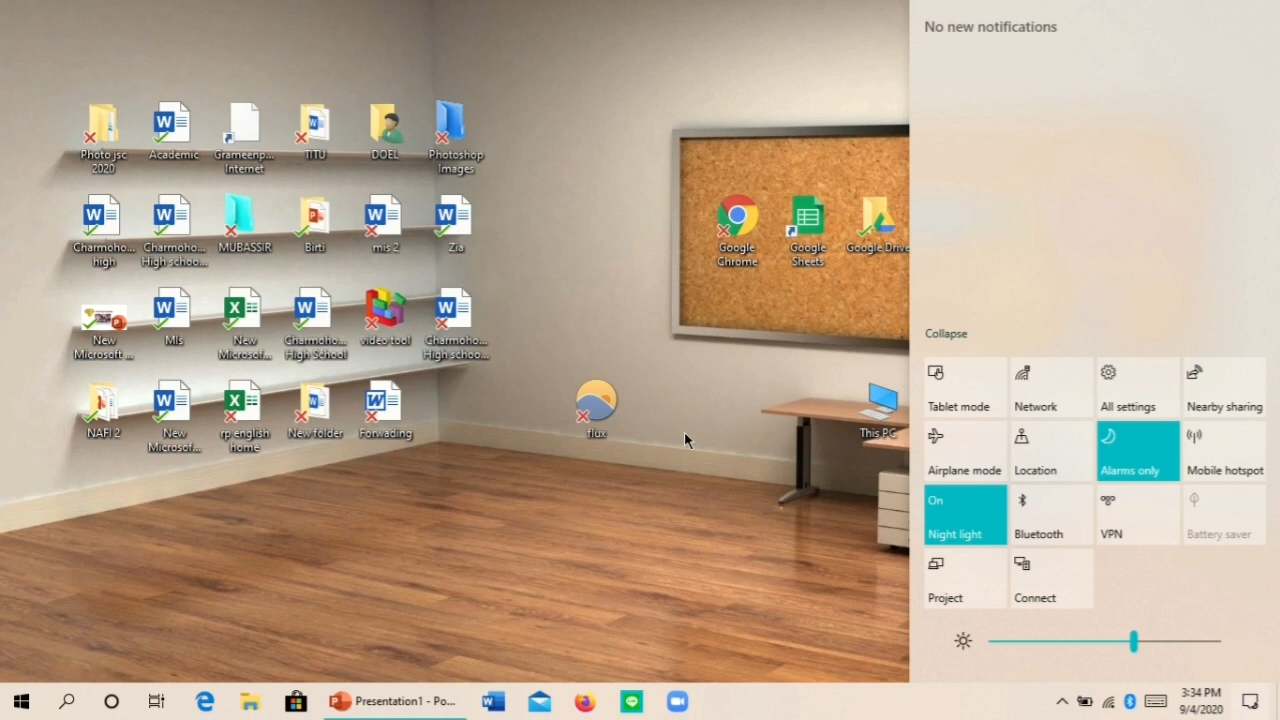 No new notifications
Photo jsc
2020
Academic
Grameenp...
Internet
TITU
DOEL
Photoshop
Images
Google
Chrome
Google
Sheets
Google Drive
Charmoho...
high
Charmoho...
High schoo...
MUBASSIR
Birti
mis 2
Zia
New
Microsoft ...
Mis
New
Microsof...
Charmoho...
High School
video tool
Charmoho...
High schoo...
Collapse
Tablet mode
Network
All settings
Nearby sharing
NAFI 2
New
Microsof...
rp english
home
New folder
Forwading
flux
This PC
Airplane mode
Location
Alarms only
Mobile hotspot
On
Night light
Bluetooth
VPN
Battery saver
Project
Connect
Presentation1 - Po...
3:34 PM
9/4/2020